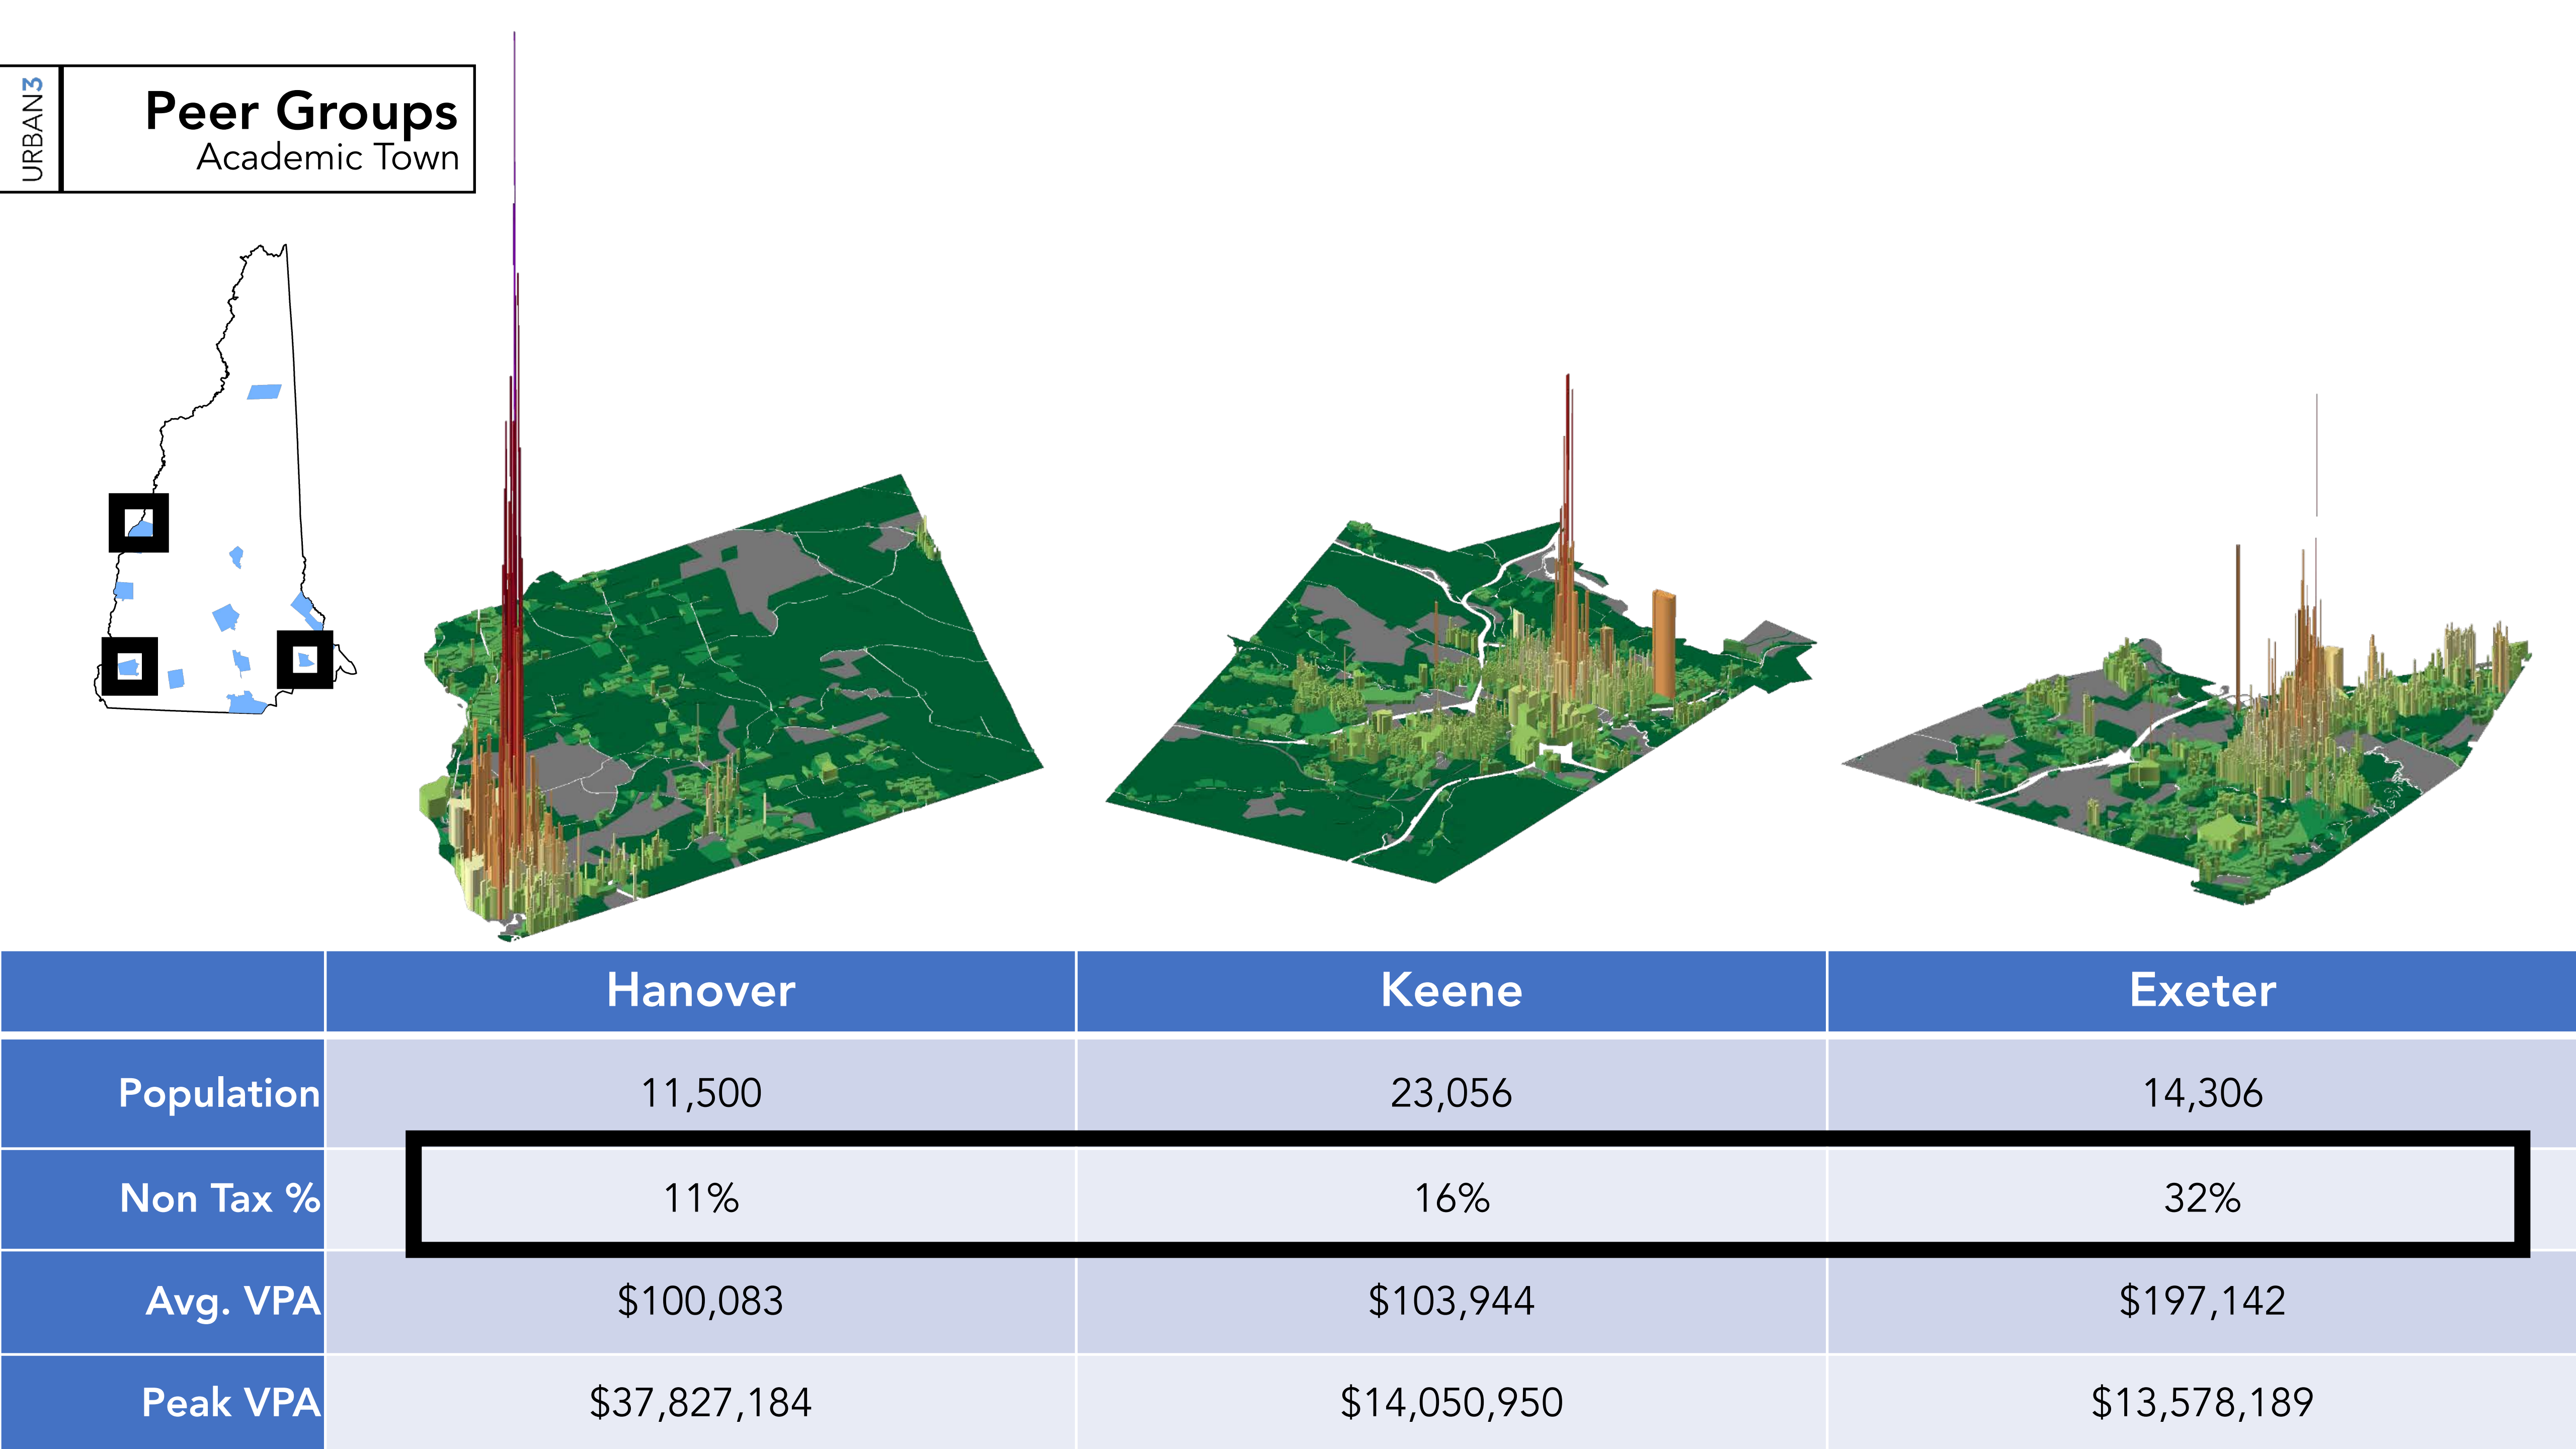 URBAN3
Peer Groups
Academic Town
Hanover Keene Exeter
Population 11,500 23,056 14,306
Non Tax % 11% 16% 32%
Avg. VPA $100,083 $103,944 $197,142
Peak VPA $37,827,184 $14,050,950 $13,578,189